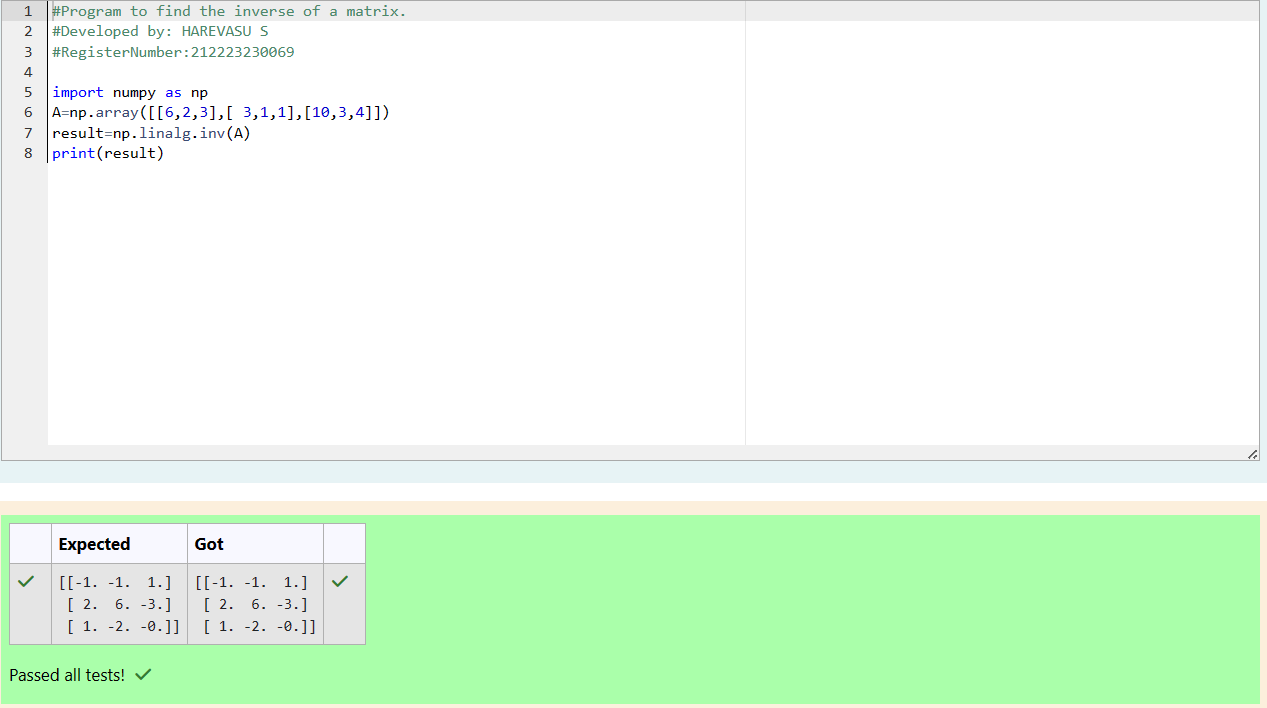 1 #Program to find the inverse of a matrix.
2 #Developed by: HAREVASU S
3 #RegisterNumber:212223230069
4
5 import numpy as np
6 A=np.array([[6,2,3],[ 3,1,1],[10,3,4]])
7 result=np.linalg.inv(A)
8 print(result)
Expected Got
[[-1. -1.  1.] [[-1. -1.  1.]
[ 2.  6. -3.] [ 2.  6. -3.]
[ 1. -2. -0.]] [ 1. -2. -0.]]
Passed all tests!